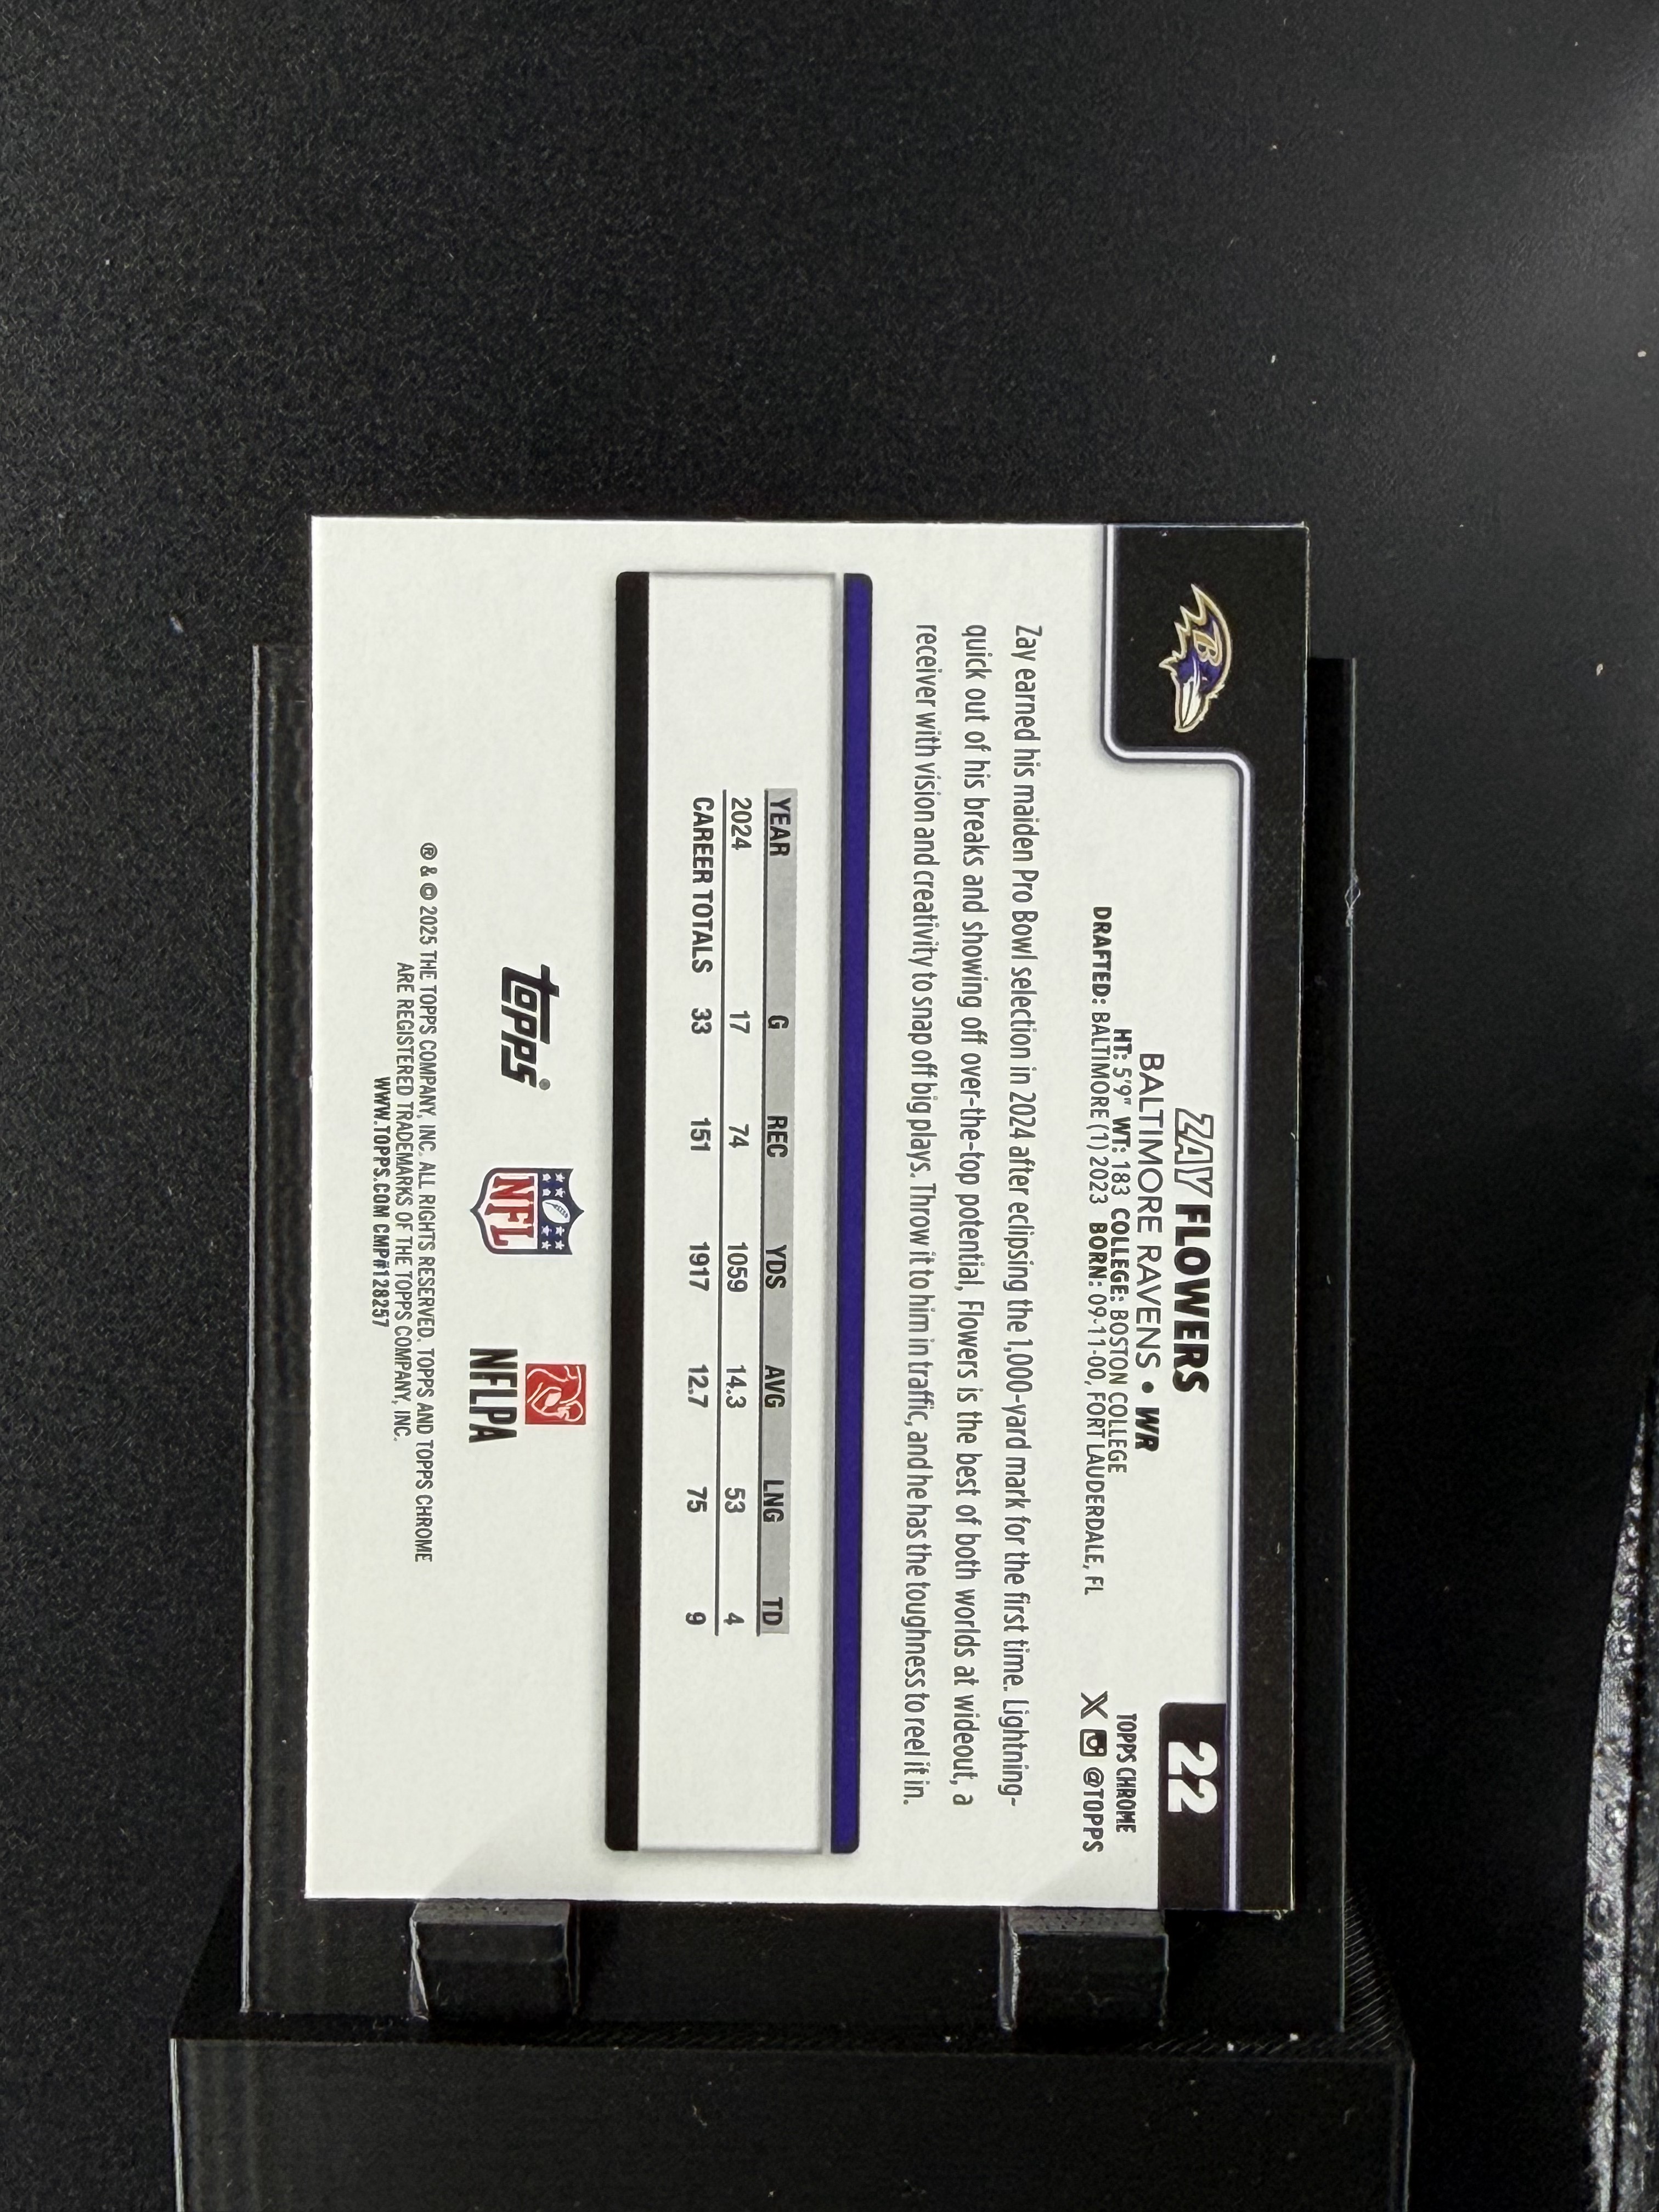 22
ZAY FLOWERS
BALTIMORE RAVENS • WR
HT: 5'9" WT: 183 COLLEGE: BOSTON COLLEGE
DRAFTED: BALTIMORE (1) 2023 BORN: 09-11-00, FORT LAUDERDALE, FL
TOPPS CHROME
X @TOPPS
Zay earned his maiden Pro Bowl selection in 2024 after eclipsing the 1,000-yard mark for the first time. Lightning-
quick out of his breaks and showing off over-the-top potential, Flowers is the best of both worlds at wideout, a
receiver with vision and creativity to snap off big plays. Throw it to him in traffic, and he has the toughness to reel it in.
YEAR G REC YDS AVG LNG TD
2024 17 74 1059 14.3 53 4
CAREER TOTALS 33 151 1917 12.7 75 9
topps® NFL NFLPA
® & © 2025 THE TOPPS COMPANY, INC. ALL RIGHTS RESERVED. TOPPS AND TOPPS CHROME
ARE REGISTERED TRADEMARKS OF THE TOPPS COMPANY, INC.
WWW.TOPPS.COM CMP#128257